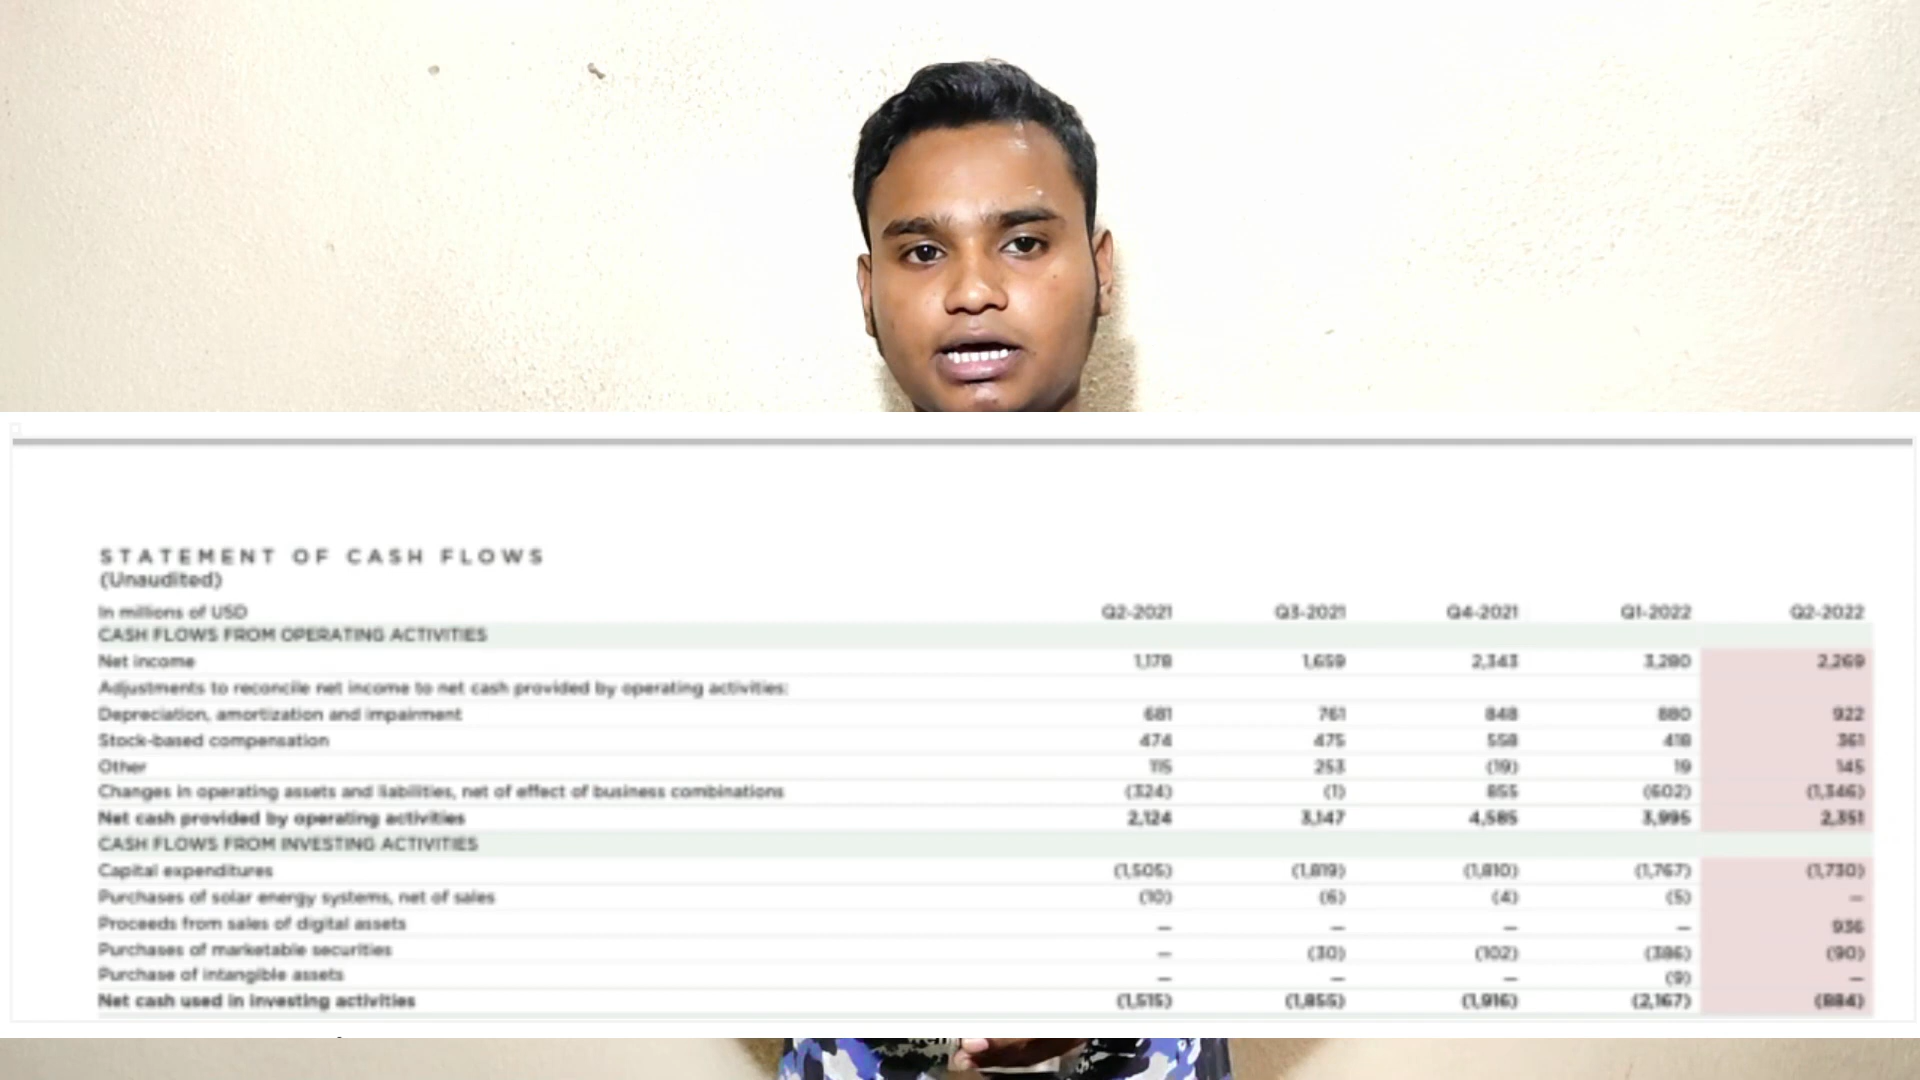 STATEMENT OF CASH FLOWS
(Unaudited)
In millions of USD Q2-2021 Q3-2021 Q4-2021 Q1-2022 Q2-2022
CASH FLOWS FROM OPERATING ACTIVITIES
Net income 1,178 1,659 2,343 3,280 2,269
Adjustments to reconcile net income to net cash provided by operating activities:
Depreciation, amortization and impairment 681 761 848 880 922
Stock-based compensation 474 475 558 418 361
Other 115 253 (19) 19 145
Changes in operating assets and liabilities, net of effect of business combinations (324) (1) 855 (602) (1,346)
Net cash provided by operating activities 2,124 3,147 4,585 3,995 2,351
CASH FLOWS FROM INVESTING ACTIVITIES
Capital expenditures (1,505) (1,819) (1,810) (1,767) (1,730)
Purchases of solar energy systems, net of sales (10) (6) (4) (5) —
Proceeds from sales of digital assets — — — — 936
Purchases of marketable securities — (30) (102) (386) (90)
Purchase of intangible assets — — — (9) —
Net cash used in investing activities (1,515) (1,855) (1,916) (2,167) (884)